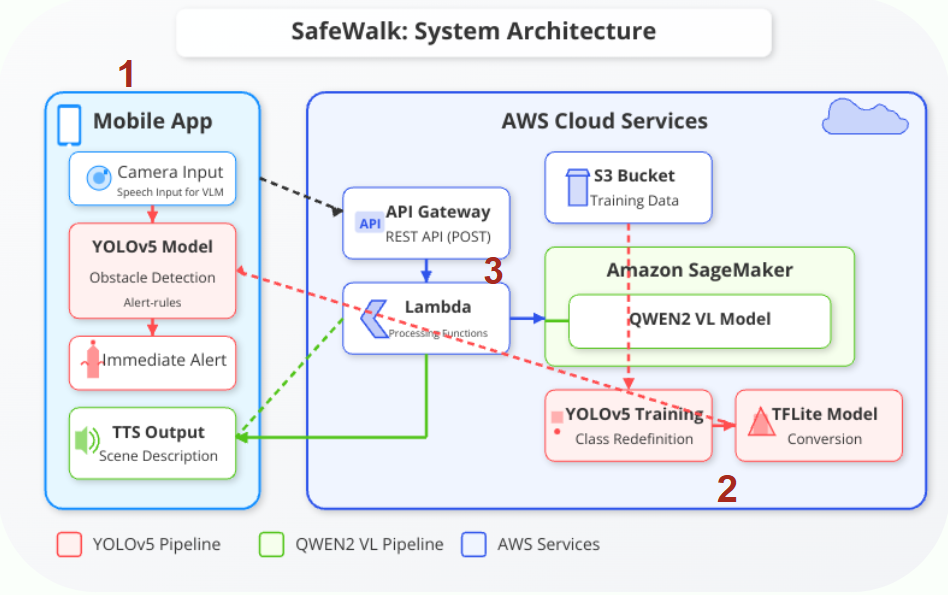 SafeWalk: System Architecture
1
Mobile App
Camera Input
Speech Input for VLM
YOLOv5 Model
Obstacle Detection
Alert-rules
Immediate Alert
TTS Output
Scene Description
AWS Cloud Services
S3 Bucket
Training Data
API
API Gateway
REST API (POST)
3
Lambda
Processing Functions
Amazon SageMaker
QWEN2 VL Model
YOLOv5 Training
Class Redefinition
TFLite Model
Conversion
2
YOLOv5 Pipeline
QWEN2 VL Pipeline
AWS Services